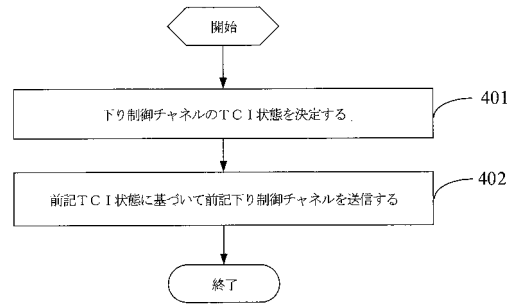 開始
下り制御チャネルのTCI状態を決定する
401
前記TCI状態に基づいて前記下り制御チャネルを送信する
402
終了